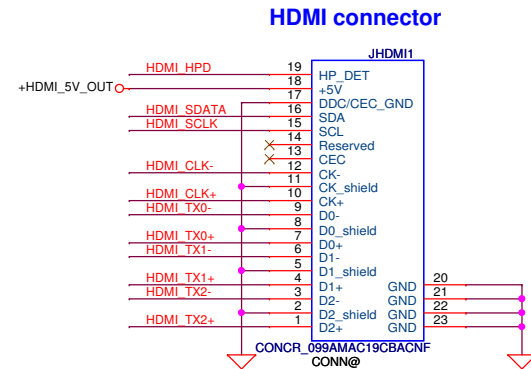 HDMI connector
JHDMI1
HDMI_HPD 19 HP_DET
+HDMI_5V_OUT 18 +5V
17 DDC/CEC_GND
HDMI_SDATA 16 SDA
HDMI_SCLK 15 SCL
14 Reserved
13 CEC
HDMI_CLK- 12 CK-
11 CK_shield
HDMI_CLK+ 10 CK+
HDMI_TX0- 9 D0-
8 D0_shield
HDMI_TX0+ 7 D0+
HDMI_TX1- 6 D1-
5 D1_shield
HDMI_TX1+ 4 D1+ GND 20
HDMI_TX2- 3 D2- GND 21
2 D2_shield GND 22
HDMI_TX2+ 1 D2+ GND 23
CONCR_099AMAC19CBACNF
CONN@